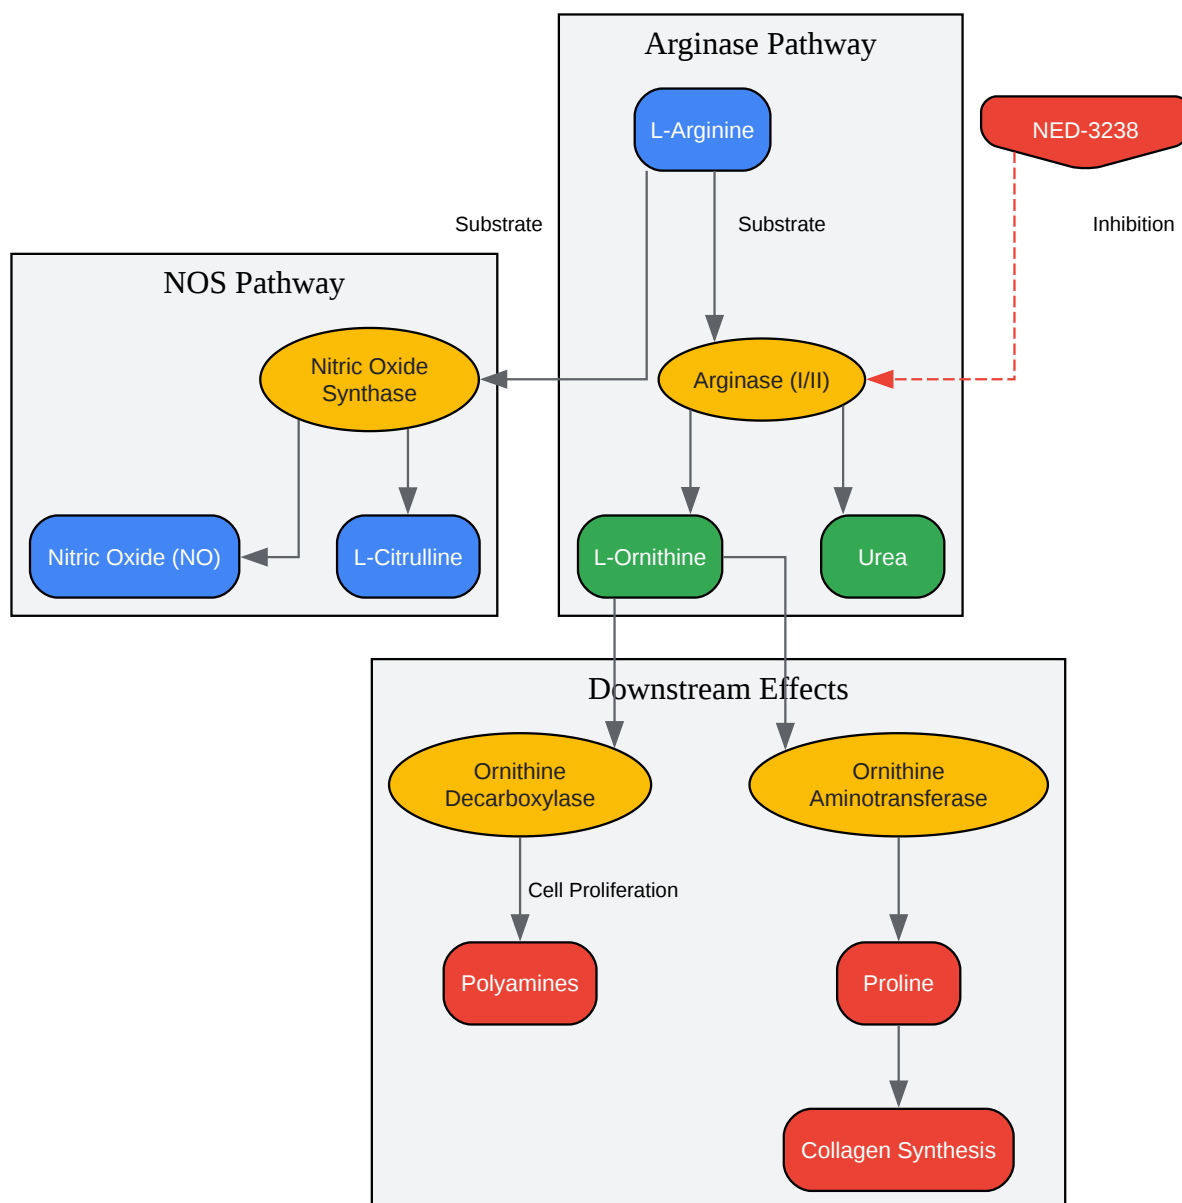 Arginase Pathway
L-Arginine
NED-3238
Substrate
Substrate
Inhibition
NOS Pathway
Nitric Oxide
Synthase
Arginase (I/II)
Nitric Oxide (NO)
L-Citrulline
L-Ornithine
Urea
Downstream Effects
Ornithine
Decarboxylase
Ornithine
Aminotransferase
Cell Proliferation
Polyamines
Proline
Collagen Synthesis